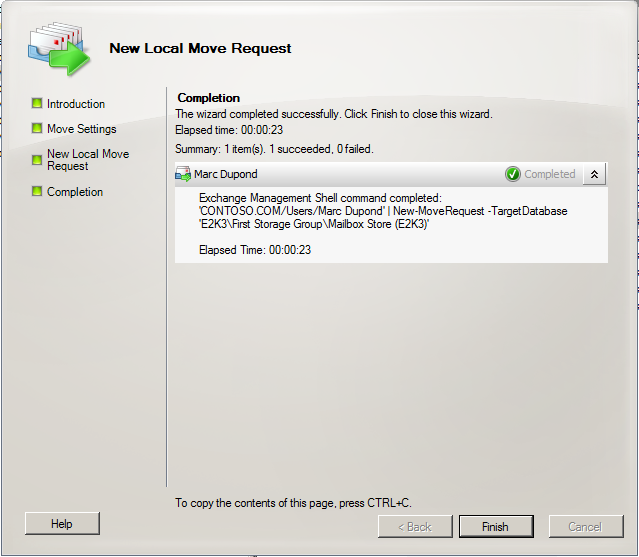 New Local Move Request
Introduction
Move Settings
New Local Move
Request
Completion
Completion
The wizard completed successfully. Click Finish to close this wizard.
Elapsed time: 00:00:23
Summary: 1 item(s). 1 succeeded, 0 failed.
Marc Dupond
Completed
Exchange Management Shell command completed:
'CONTOSO.COM/Users/Marc Dupond' | New-MoveRequest -TargetDatabase
'E2K3\First Storage Group\Mailbox Store (E2K3)'
Elapsed Time: 00:00:23
To copy the contents of this page, press CTRL+C.
Help
< Back
Finish
Cancel